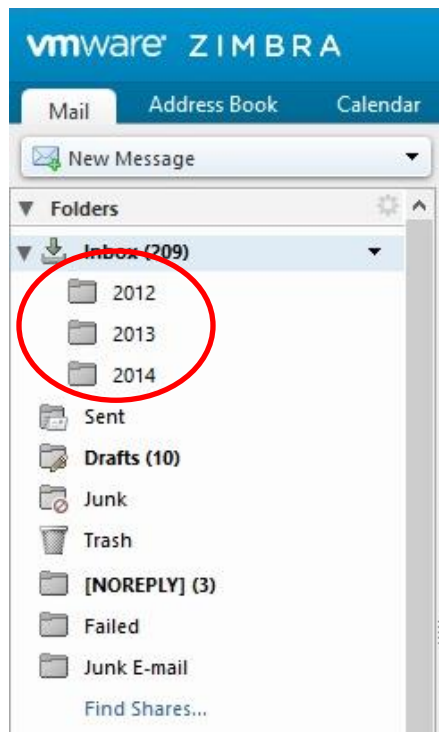 vmware ZIMBRA
Mail Address Book Calendar
New Message
Folders
Inbox (209)
2012
2013
2014
Sent
Drafts (10)
Junk
Trash
[NOREPLY] (3)
Failed
Junk E-mail
Find Shares...